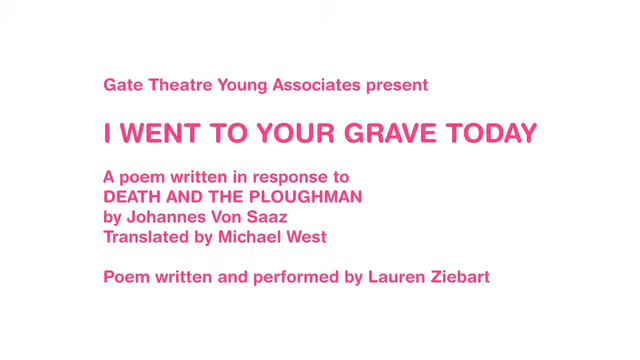 Gate Theatre Young Associates present
I WENT TO YOUR GRAVE TODAY
A poem written in response to
DEATH AND THE PLOUGHMAN
by Johannes Von Saaz
Translated by Michael West
Poem written and performed by Lauren Ziebart